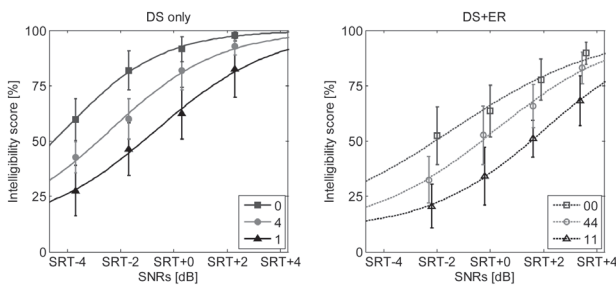 DS only
DS+ER
Intelligibility score [%]
100
75
50
25
0
SRT-4
SRT-2
SRT+0
SRT+2
SRT+4
SNRs [dB]
0
4
1
Intelligibility score [%]
100
75
50
25
0
SRT-4
SRT-2
SRT+0
SRT+2
SRT+4
SNRs [dB]
00
44
11